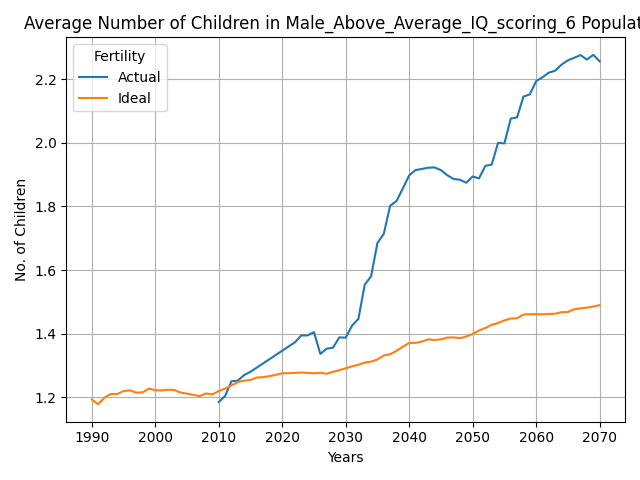 Average Number of Children in Male_Above_Average_IQ_scoring_6 Populat
Fertility
Actual
Ideal
No. of Children
2.2
2.0
1.8
1.6
1.4
1.2
1990 2000 2010 2020 2030 2040 2050 2060 2070
Years